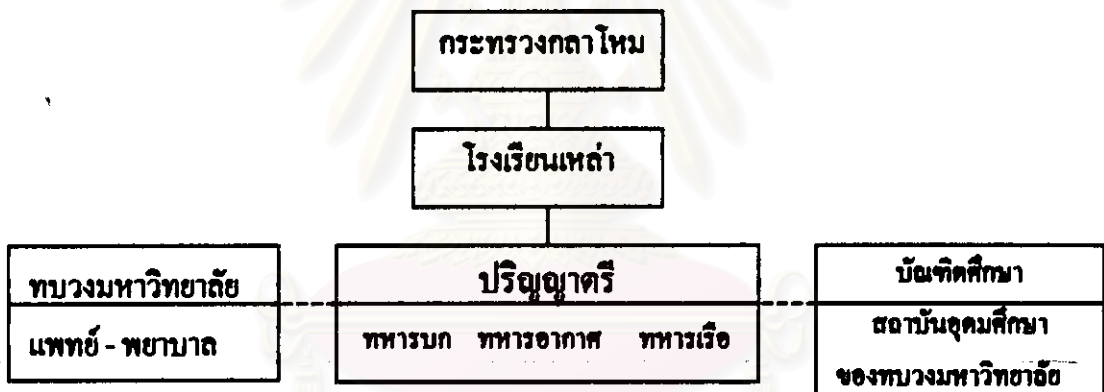 กระทรวงกลาโหม
โรงเรียนเหล่า
ทบวงมหาวิทยาลัย
แพทย์ - พยาบาล
ปริญญาตรี
ทหารบก ทหารอากาศ ทหารเรือ
บัณฑิตศึกษา
สถาบันอุดมศึกษา
ของทบวงมหาวิทยาลัย